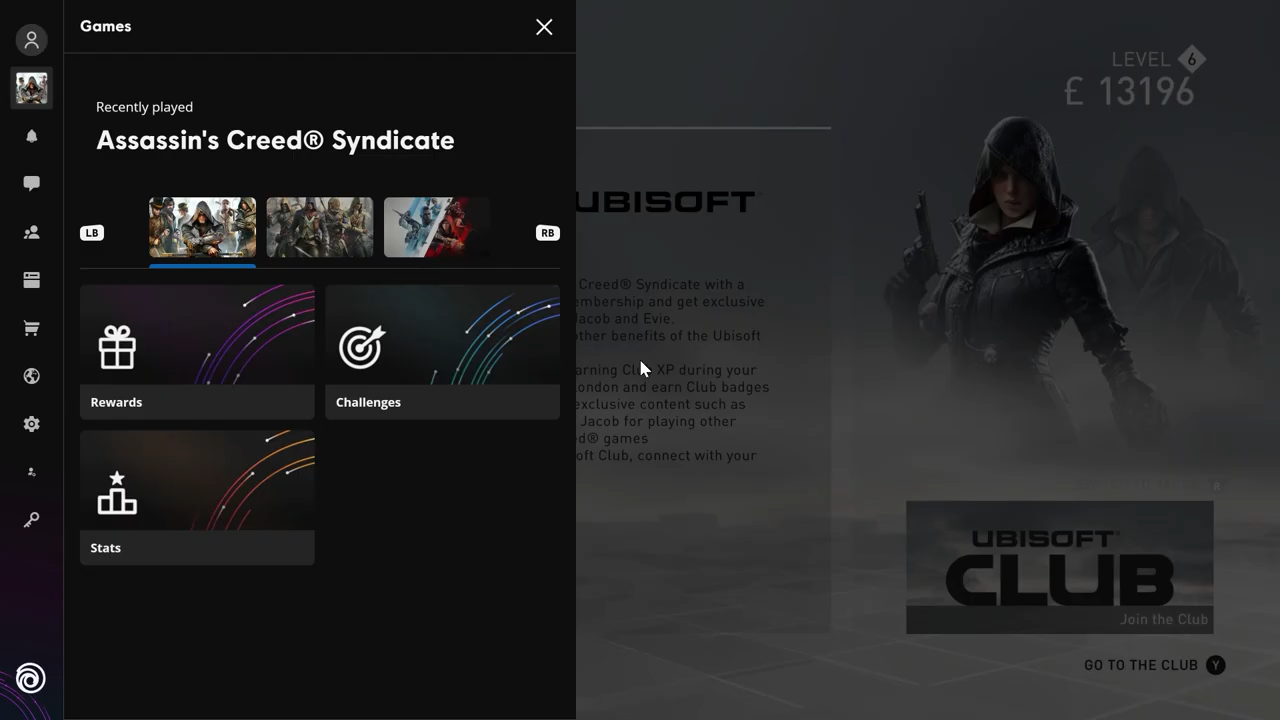 Games
Recently played
Assassin's Creed® Syndicate
LB
RB
Rewards
Challenges
Stats
LEVEL 6
£ 13196
UBISOFT
Creed® Syndicate with a
embership and get exclusive
Jacob and Evie.
other benefits of the Ubisoft
arning Club XP during your
London and earn Club badges
exclusive content such as
Jacob for playing other
ed® games
oft Club, connect with your
R
UBISOFT
CLUB
Join the Club
GO TO THE CLUB Y